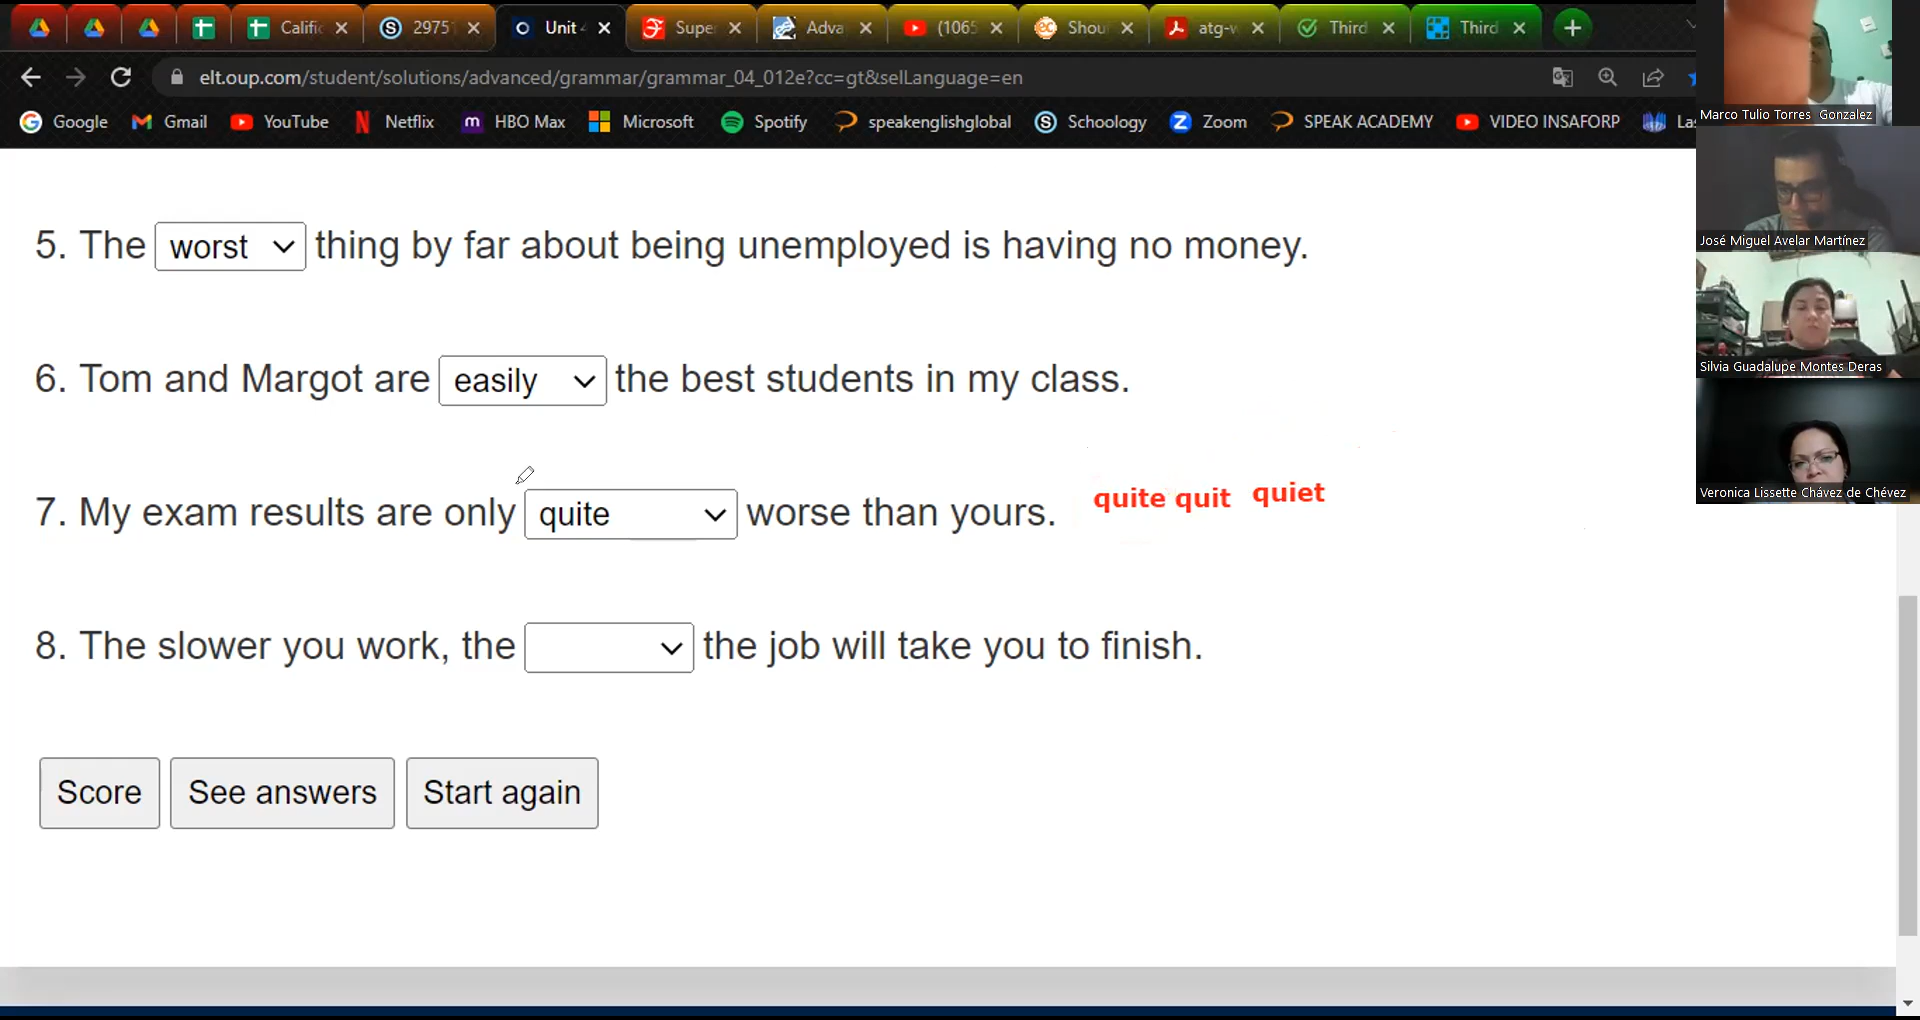 Calific
2975
Unit 4
Super
Adva
(1065
Shou
atg-w
Third
Third
elt.oup.com/student/solutions/advanced/grammar/grammar_04_012e?cc=gt&selLanguage=en
Google Gmail YouTube Netflix HBO Max Microsoft Spotify speakenglishglobal Schoology Zoom SPEAK ACADEMY VIDEO INSAFORP La
Marco Tulio Torres Gonzalez
José Miguel Avelar Martínez
Silvia Guadalupe Montes Deras
Veronica Lissette Chávez de Chévez
5. The worst thing by far about being unemployed is having no money.
6. Tom and Margot are easily the best students in my class.
7. My exam results are only quite worse than yours. quite quit quiet
8. The slower you work, the the job will take you to finish.
Score See answers Start again